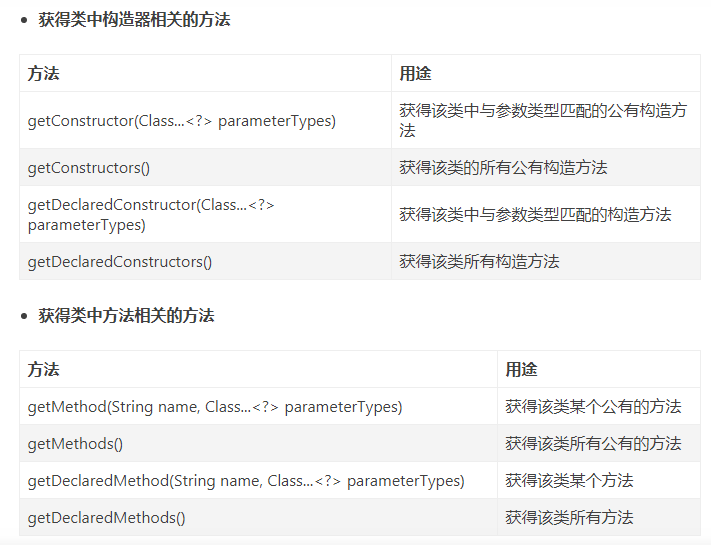 获得类中构造器相关的方法
方法 用途
getConstructor(Class...<?> parameterTypes) 获得该类中与参数类型匹配的公有构造方
法
getConstructors() 获得该类的所有公有构造方法
getDeclaredConstructor(Class...<?>
parameterTypes) 获得该类中与参数类型匹配的构造方法
getDeclaredConstructors() 获得该类所有构造方法
获得类中方法相关的方法
方法 用途
getMethod(String name, Class...<?> parameterTypes) 获得该类某个公有的方法
getMethods() 获得该类所有公有的方法
getDeclaredMethod(String name, Class...<?> parameterTypes) 获得该类某个方法
getDeclaredMethods() 获得该类所有方法